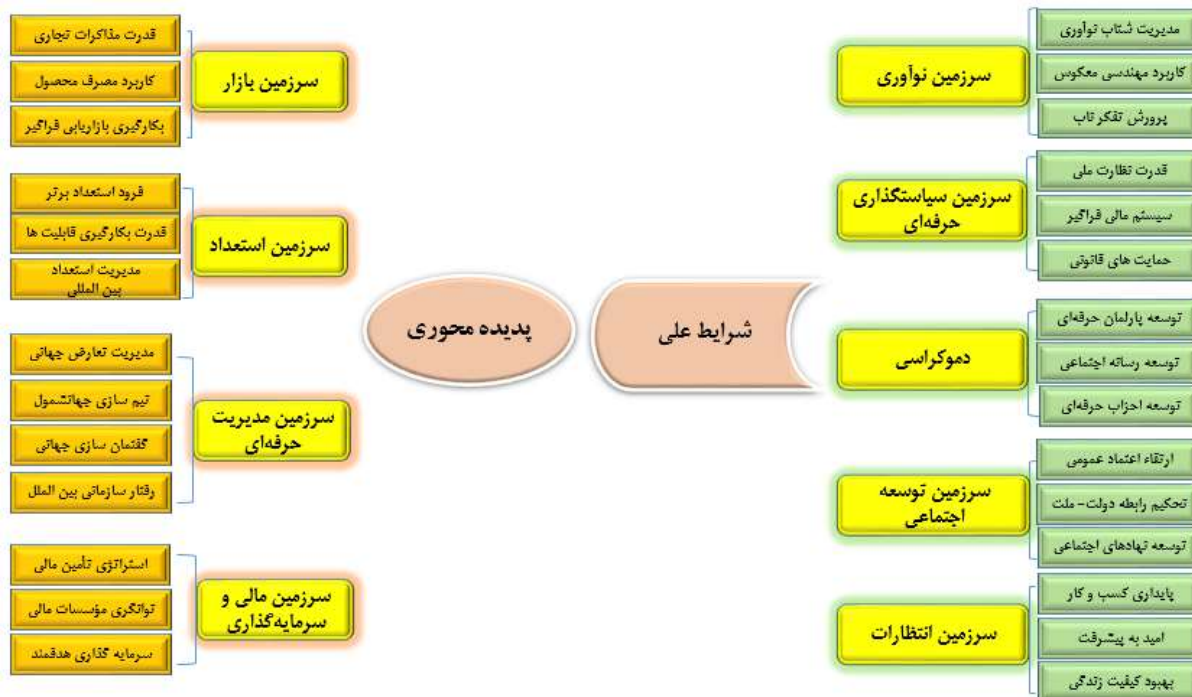 مدیریت شتاب نوآوری
کاربرد مهندسی معکوس
پرورش تفکر ناب
سرزمین نوآوری
قدرت نظارت ملی
سیستم مالی فراگیر
حمایت های قانونی
سرزمین سیاستگذاری
حرفه‌ای
توسعه پارلمان حرفه‌ای
توسعه رسانه اجتماعی
توسعه احزاب حرفه‌ای
دموکراسی
ارتقاء اعتماد عمومی
تحکیم رابطه دولت- ملت
توسعه نهادهای اجتماعی
سرزمین توسعه
اجتماعی
پایداری کسب و کار
امید به پیشرفت
بهبود کیفیت زندگی
سرزمین انتظارات
شرایط علی
پدیده محوری
سرزمین بازار
قدرت مذاکرات تجاری
کاربرد مصرف محصول
بکارگیری بازاریابی فراگیر
سرزمین استعداد
فرود استعداد برتر
قدرت بکارگیری قابلیت ها
مدیریت استعداد
بین المللی
سرزمین مدیریت
حرفه‌ای
مدیریت تعارض جهانی
تیم سازی جهانشمول
گفتمان سازی جهانی
رفتار سازمانی بین الملل
سرزمین مالی و
سرمایه‌گذاری
استراتژی تأمین مالی
توانگری مؤسسات مالی
سرمایه گذاری هدفمند